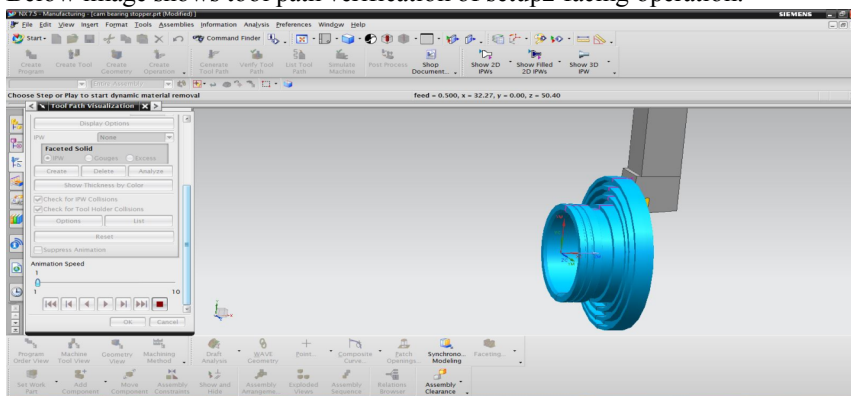 Below image shows tool path verification of setup2 facing operation.
NX 7.5 - Manufacturing - [cam bearing stopper.prt (Modified) ]
SIEMENS
File Edit View Insert Format Tools Assemblies Information Analysis Preferences Window Help
Start Command Finder
Create Program Create Tool Create Geometry Create Operation Generate Tool Path Verify Tool Path List Tool Path Simulate Machine Post Process Shop Document... Show 2D IPWs Show Filled 2D IPWs Show 3D IPW
Entire Assembly
Choose Step or Play to start dynamic material removal
feed = 0.500, x = 32.27, y = 0.00, z = 50.40
Tool Path Visualization
Display Options
IPW None
Faceted Solid
IPW Gouges Excess
Create Delete Analyze
Show Thickness by Color
Check for IPW Collisions
Check for Tool Holder Collisions
Options List
Reset
Suppress Animation
Animation Speed
1
1 10
OK Cancel
Program Order View Machine Tool View Geometry View Machining Method Draft Analysis WAVE Geometry Point... Composite Curve... Patch Openings... Synchrono... Modeling Faceting...
Set Work Part Add Component Move Component Assembly Constraints Show and Hide Assembly Arrangeme... Exploded Views Assembly Sequence Relations Browser Assembly Clearance